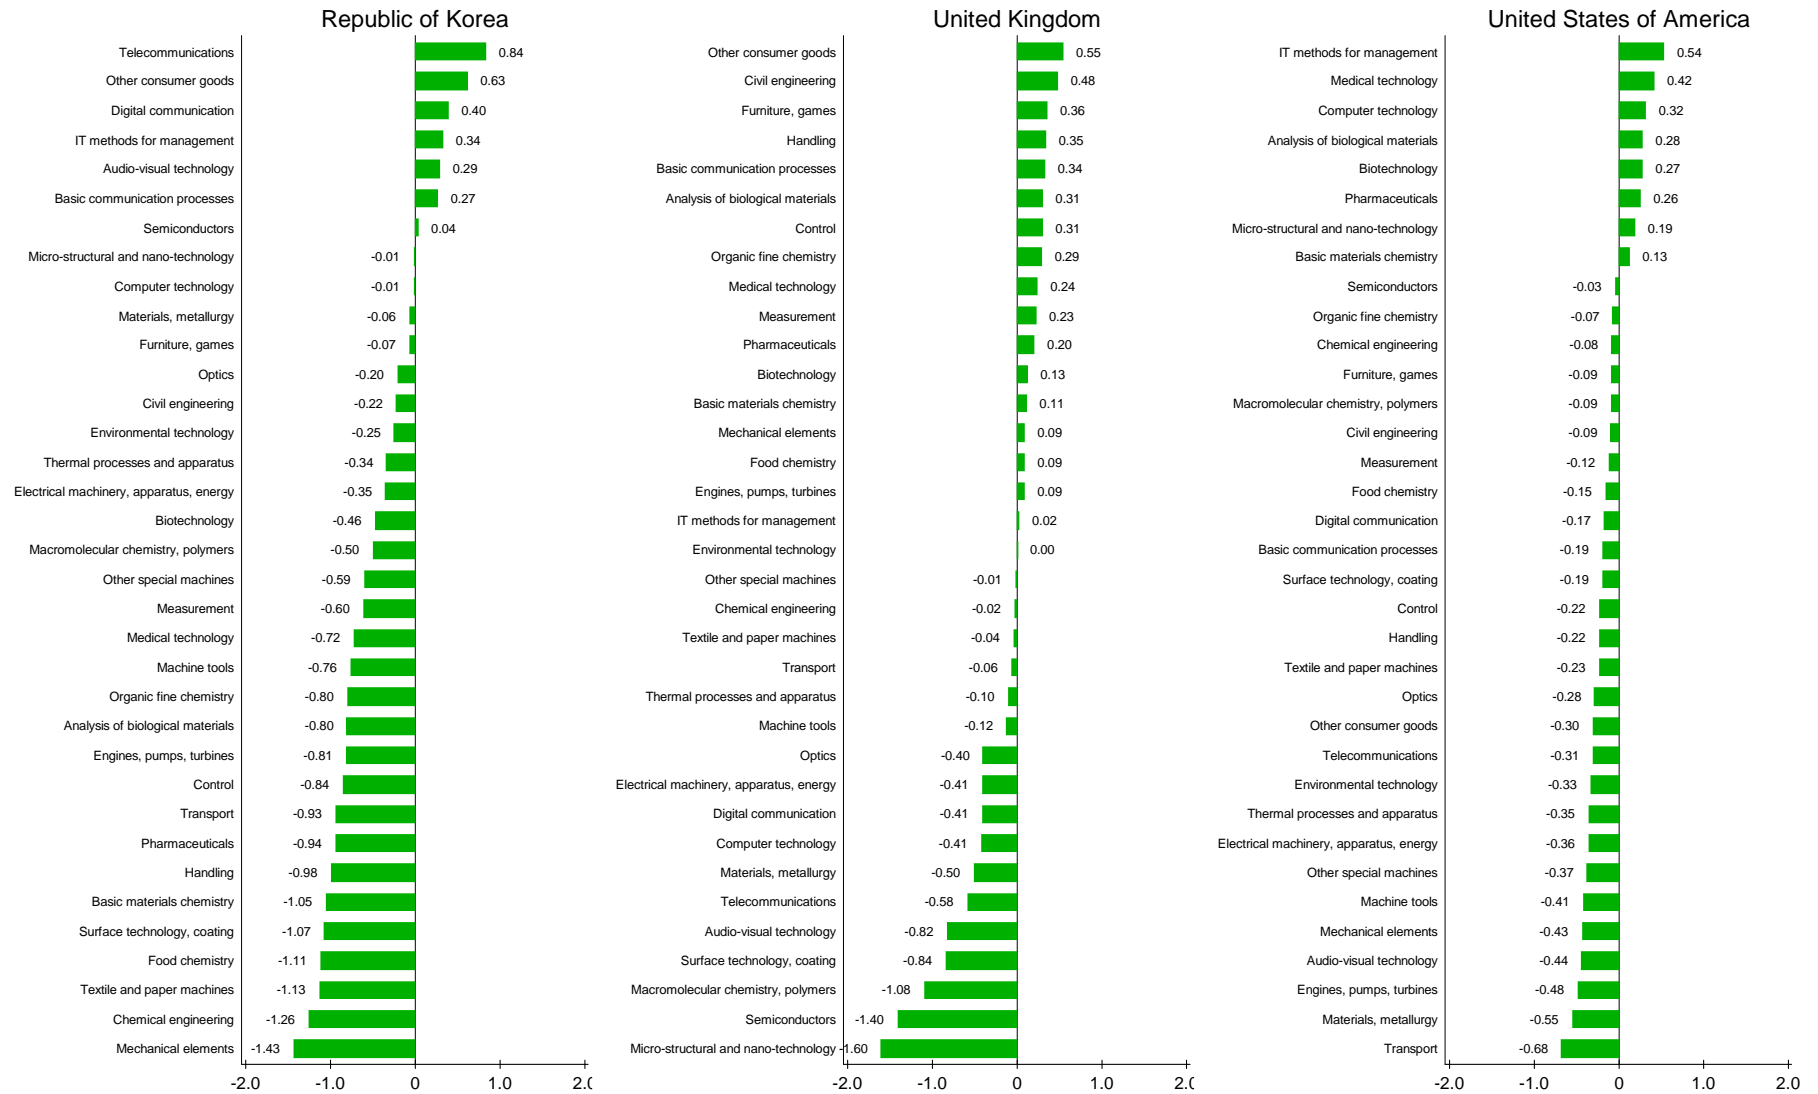 Republic of Korea
Telecommunications 0.84
Other consumer goods 0.63
Digital communication 0.40
IT methods for management 0.34
Audio-visual technology 0.29
Basic communication processes 0.27
Semiconductors 0.04
Micro-structural and nano-technology -0.01
Computer technology -0.01
Materials, metallurgy -0.06
Furniture, games -0.07
Optics -0.20
Civil engineering -0.22
Environmental technology -0.25
Thermal processes and apparatus -0.34
Electrical machinery, apparatus, energy -0.35
Biotechnology -0.46
Macromolecular chemistry, polymers -0.50
Other special machines -0.59
Measurement -0.60
Medical technology -0.72
Machine tools -0.76
Organic fine chemistry -0.80
Analysis of biological materials -0.80
Engines, pumps, turbines -0.81
Control -0.84
Transport -0.93
Pharmaceuticals -0.94
Handling -0.98
Basic materials chemistry -1.05
Surface technology, coating -1.07
Food chemistry -1.11
Textile and paper machines -1.13
Chemical engineering -1.26
Mechanical elements -1.43
-2.0 -1.0 0 1.0 2.0
United Kingdom
Other consumer goods 0.55
Civil engineering 0.48
Furniture, games 0.36
Handling 0.35
Basic communication processes 0.34
Analysis of biological materials 0.31
Control 0.31
Organic fine chemistry 0.29
Medical technology 0.24
Measurement 0.23
Pharmaceuticals 0.20
Biotechnology 0.13
Basic materials chemistry 0.11
Mechanical elements 0.09
Food chemistry 0.09
Engines, pumps, turbines 0.09
IT methods for management 0.02
Environmental technology 0.00
Other special machines -0.01
Chemical engineering -0.02
Textile and paper machines -0.04
Transport -0.06
Thermal processes and apparatus -0.10
Machine tools -0.12
Optics -0.40
Electrical machinery, apparatus, energy -0.41
Digital communication -0.41
Computer technology -0.41
Materials, metallurgy -0.50
Telecommunications -0.58
Audio-visual technology -0.82
Surface technology, coating -0.84
Macromolecular chemistry, polymers -1.08
Semiconductors -1.40
Micro-structural and nano-technology -1.60
-2.0 -1.0 0 1.0 2.0
United States of America
IT methods for management 0.54
Medical technology 0.42
Computer technology 0.32
Analysis of biological materials 0.28
Biotechnology 0.27
Pharmaceuticals 0.26
Micro-structural and nano-technology 0.19
Basic materials chemistry 0.13
Semiconductors -0.03
Organic fine chemistry -0.07
Chemical engineering -0.08
Furniture, games -0.09
Macromolecular chemistry, polymers -0.09
Civil engineering -0.09
Measurement -0.12
Food chemistry -0.15
Digital communication -0.17
Basic communication processes -0.19
Surface technology, coating -0.19
Control -0.22
Handling -0.22
Textile and paper machines -0.23
Optics -0.28
Other consumer goods -0.30
Telecommunications -0.31
Environmental technology -0.33
Thermal processes and apparatus -0.35
Electrical machinery, apparatus, energy -0.36
Other special machines -0.37
Machine tools -0.41
Mechanical elements -0.43
Audio-visual technology -0.44
Engines, pumps, turbines -0.48
Materials, metallurgy -0.55
Transport -0.68
-2.0 -1.0 0 1.0 2.0